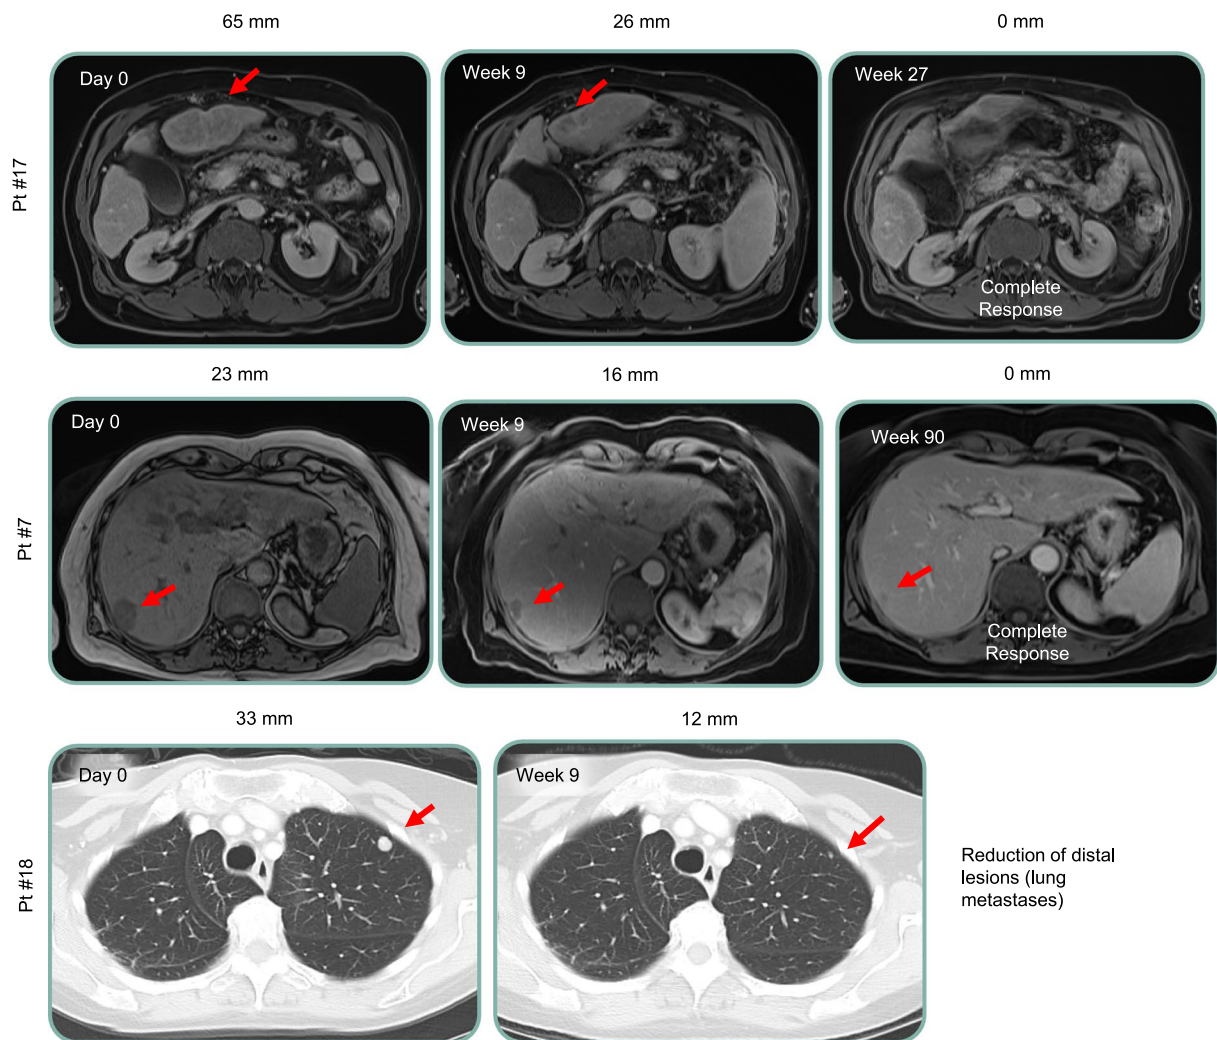 65 mm
26 mm
0 mm
Pt #17
Day 0
Week 9
Week 27
Complete
Response
23 mm
16 mm
0 mm
Pt #7
Day 0
Week 9
Week 90
Complete
Response
33 mm
12 mm
Pt #18
Day 0
Week 9
Reduction of distal
lesions (lung
metastases)